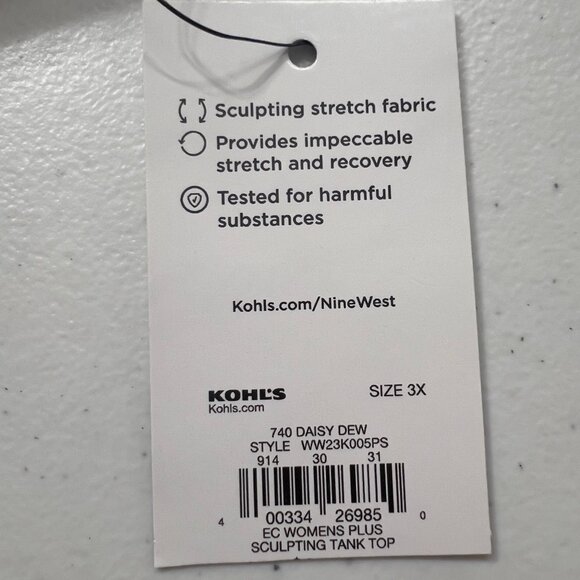 Sculpting stretch fabric
Provides impeccable
stretch and recovery
Tested for harmful
substances
Kohls.com/NineWest
KOHL'S
SIZE 3X
Kohls.com
740 DAISY DEW
STYLE WW23K005PS
914 30 31
4 00334 26985 0
EC WOMENS PLUS
SCULPTING TANK TOP